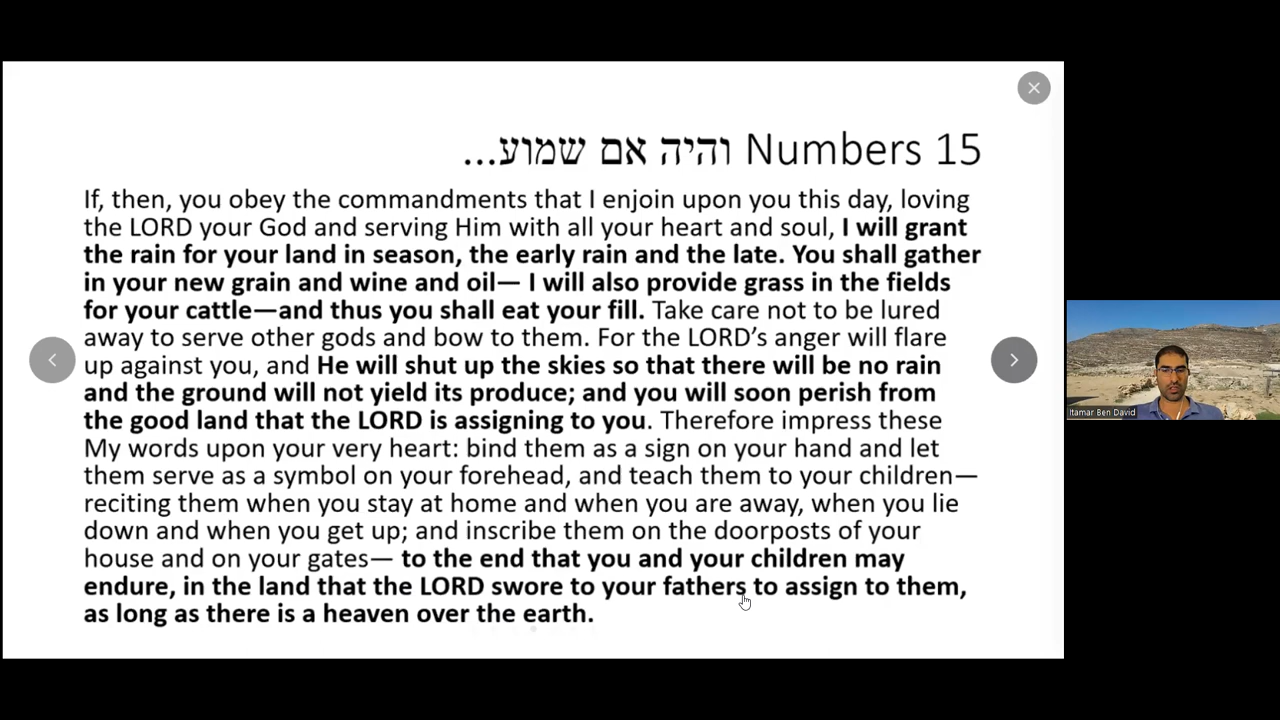 והיה אם שמוע... Numbers 15
If, then, you obey the commandments that I enjoin upon you this day, loving
the LORD your God and serving Him with all your heart and soul, I will grant
the rain for your land in season, the early rain and the late. You shall gather
in your new grain and wine and oil— I will also provide grass in the fields
for your cattle—and thus you shall eat your fill. Take care not to be lured
away to serve other gods and bow to them. For the LORD’s anger will flare
up against you, and He will shut up the skies so that there will be no rain
and the ground will not yield its produce; and you will soon perish from
the good land that the LORD is assigning to you. Therefore impress these
My words upon your very heart: bind them as a sign on your hand and let
them serve as a symbol on your forehead, and teach them to your children—
reciting them when you stay at home and when you are away, when you lie
down and when you get up; and inscribe them on the doorposts of your
house and on your gates— to the end that you and your children may
endure, in the land that the LORD swore to your fathers to assign to them,
as long as there is a heaven over the earth.
Itamar Ben David